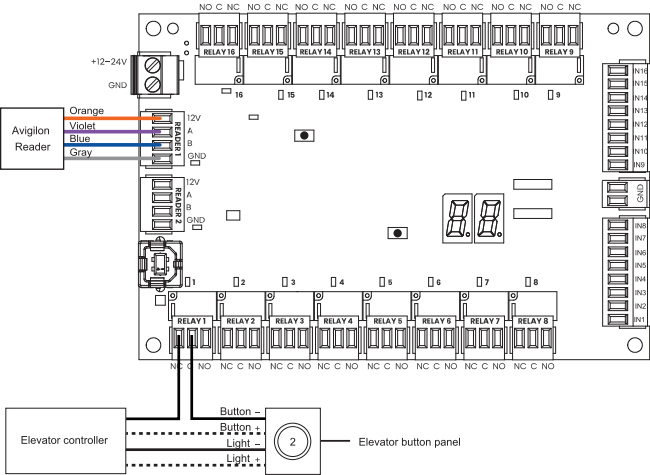 NO C NC NO C NC NO C NC NO C NC NO C NC NO C NC NO C NC NO C NC
RELAY 16 RELAY 15 RELAY 14 RELAY 13 RELAY 12 RELAY 11 RELAY 10 RELAY 9
+12–24V
GND
16 15 14 13 12 11 10 9
IN16
IN15
IN14
IN13
IN12
IN11
IN10
IN9
Avigilon
Reader
Orange
Violet
Blue
Gray
READER 1
12V
A
B
GND
READER 2
12V
A
B
GND
GND
IN8
IN7
IN6
IN5
IN4
IN3
IN2
IN1
1 2 3 4 5 6 7 8
RELAY 1 RELAY 2 RELAY 3 RELAY 4 RELAY 5 RELAY 6 RELAY 7 RELAY 8
NC C NO NC C NO NC C NO NC C NO NC C NO NC C NO NC C NO NC C NO
Elevator controller
Button –
Button +
Light –
Light +
2
Elevator button panel